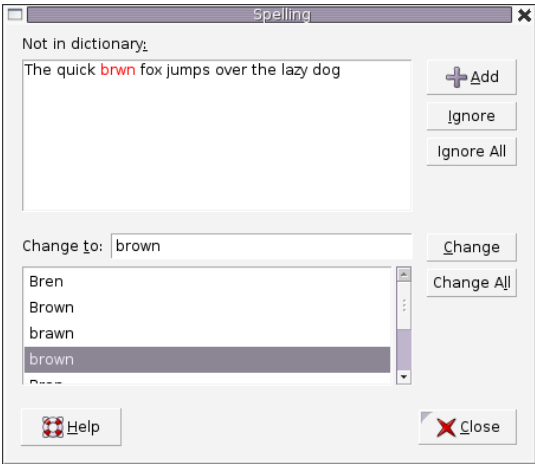 Spelling
Not in dictionary:
The quick brwn fox jumps over the lazy dog
Add
Ignore
Ignore All
Change to: brown
Change
Change All
Bren
Brown
brawn
brown
Help
Close